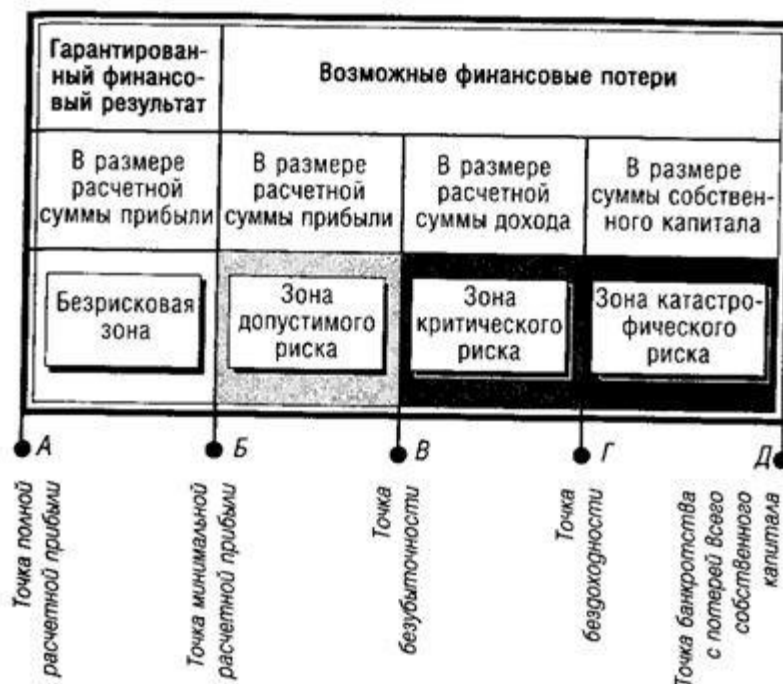 Гарантирован-
ный финансо-
вый результат
Возможные финансовые потери
В размере
расчетной
суммы прибыли
В размере
расчетной
суммы прибыли
В размере
расчетной
суммы дохода
В размере
суммы собствен-
ного капитала
Безрисковая
зона
Зона
допустимого
риска
Зона
критического
риска
Зона катастро-
фического
риска
А
Б
В
Г
Д
Точка полной
расчетной прибыли
Точка минимальной
расчетной прибыли
Точка
безубыточности
Точка
бездоходности
Точка банкротства
с потерей всего
собственного
капитала